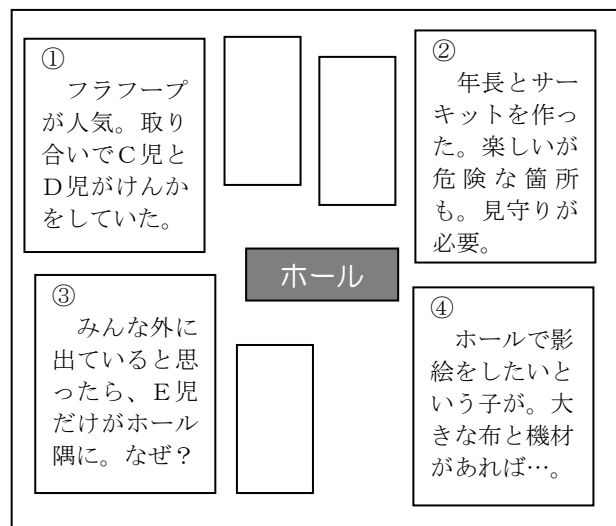 ①
フラフープ
が人気。取り
合いでC児と
D児がけんか
をしていた。
②
年長とサー
キットを作っ
た。楽しいが
危険な箇所
も。見守りが
必要。
ホール
③
みんな外に
出ていると思
ったら、E児
だけがホール
隅に。なぜ？
④
ホールで影
絵をしたいと
いう子が。大
きな布と機材
があれば…。